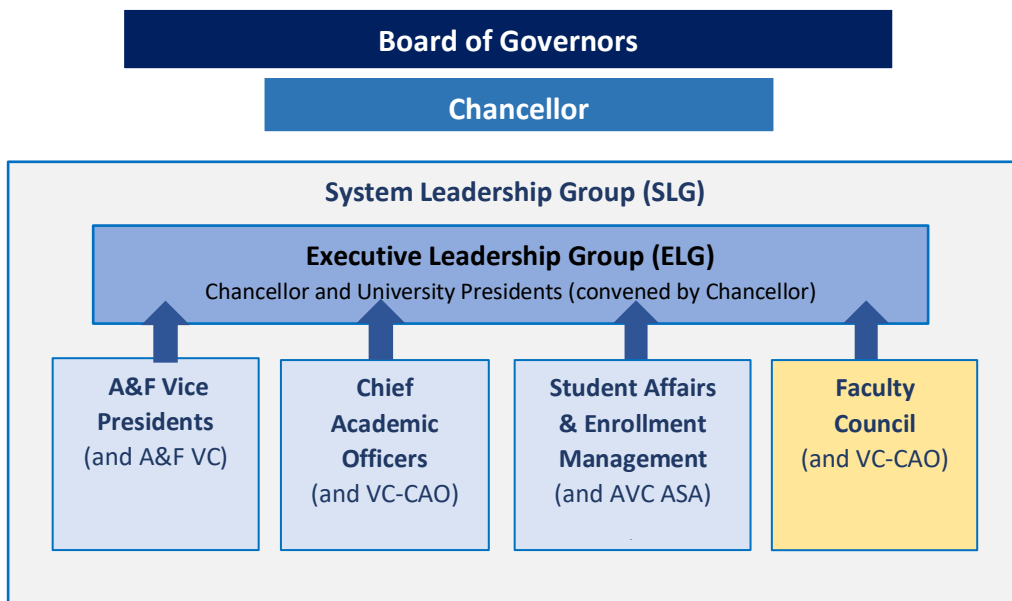 Board of Governors
Chancellor
System Leadership Group (SLG)
Executive Leadership Group (ELG)
Chancellor and University Presidents (convened by Chancellor)
A&F Vice
Presidents
(and A&F VC)
Chief
Academic
Officers
(and VC-CAO)
Student Affairs
& Enrollment
Management
(and AVC ASA)
.
Faculty
Council
(and VC-CAO)